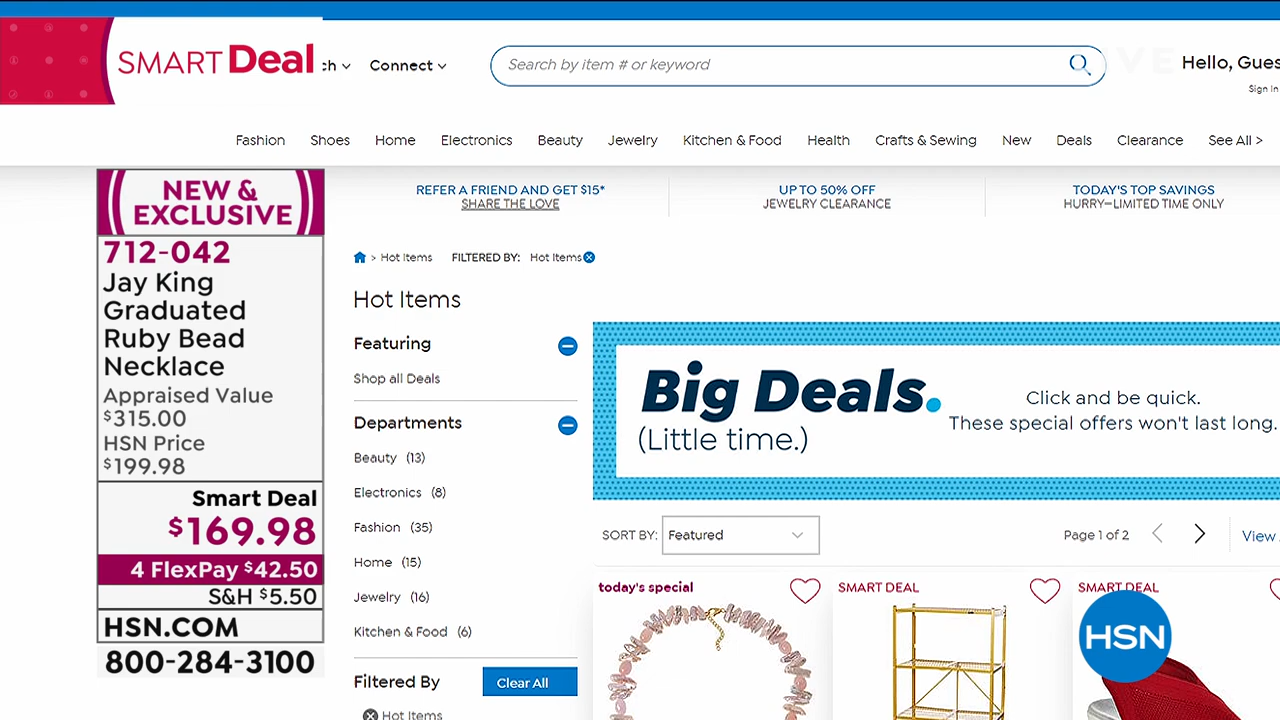 SMART Deal
ch
Connect
Search by item # or keyword
LIVE
Hello, Gues
Sign In
Fashion
Shoes
Home
Electronics
Beauty
Jewelry
Kitchen & Food
Health
Crafts & Sewing
New
Deals
Clearance
See All >
REFER A FRIEND AND GET $15*
SHARE THE LOVE
UP TO 50% OFF
JEWELRY CLEARANCE
TODAY'S TOP SAVINGS
HURRY—LIMITED TIME ONLY
NEW &
EXCLUSIVE
712-042
Jay King
Graduated
Ruby Bead
Necklace
Appraised Value
$315.00
HSN Price
$199.98
Smart Deal
$169.98
4 FlexPay $42.50
S&H $5.50
HSN.COM
800-284-3100
> Hot Items
FILTERED BY: Hot Items
Hot Items
Featuring
Shop all Deals
Departments
Beauty (13)
Electronics (8)
Fashion (35)
Home (15)
Jewelry (16)
Kitchen & Food (6)
Filtered By
Clear All
Hot Items
Big Deals.
(Little time.)
Click and be quick.
These special offers won't last long.
SORT BY: Featured
Page 1 of 2
View
today's special
SMART DEAL
SMART DEAL
HSN